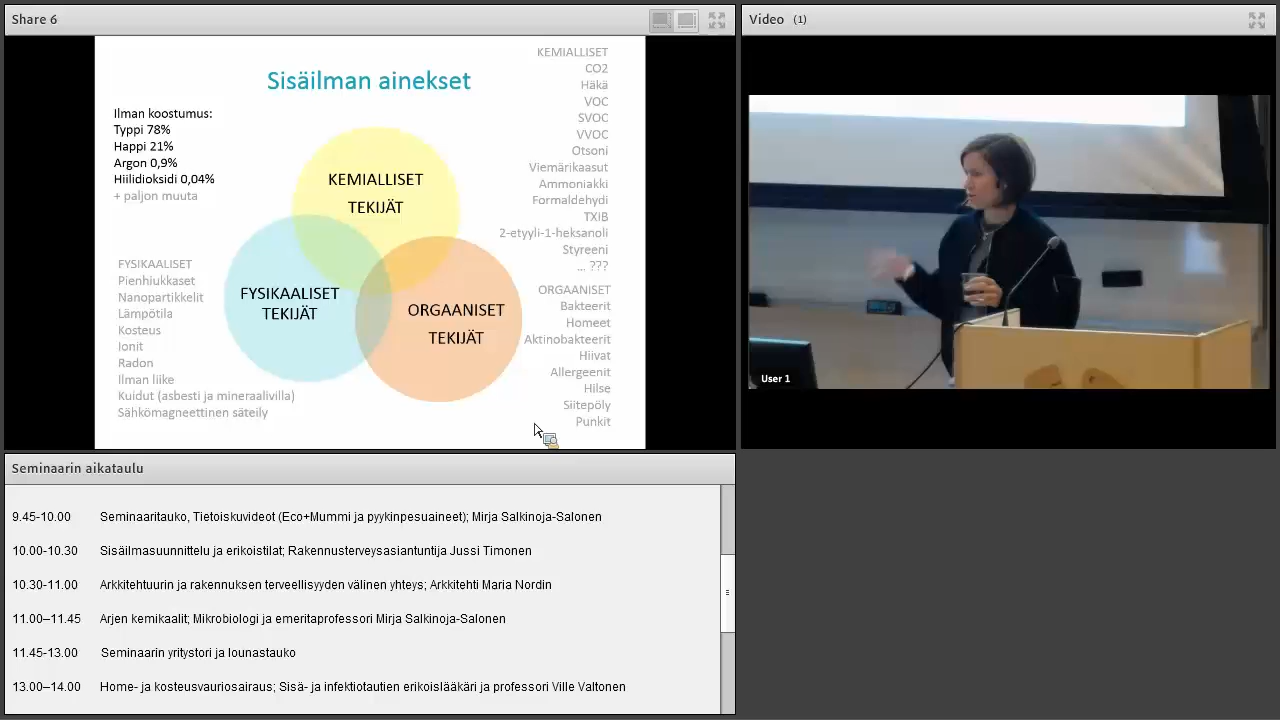 Share 6
Sisäilman ainekset
Ilman koostumus:
Typpi 78%
Happi 21%
Argon 0,9%
Hiilidioksidi 0,04%
+ paljon muuta
KEMIALLISET
TEKIJÄT
FYSIKAALISET
TEKIJÄT
ORGAANISET
TEKIJÄT
FYSIKAALISET
Pienhiukkaset
Nanopartikkelit
Lämpötila
Kosteus
Ionit
Radon
Ilman liike
Kuidut (asbesti ja mineraalivilla)
Sähkömagneettinen säteily
KEMIALLISET
CO2
Häkä
VOC
SVOC
VVOC
Otsoni
Viemärikaasut
Ammoniakki
Formaldehydi
TXIB
2-etyyli-1-heksanoli
Styreeni
... ???
ORGAANISET
Bakteerit
Homeet
Aktinobakteerit
Hiivat
Allergeenit
Hilse
Siitepöly
Punkit
Video (1)
User 1
Seminaarin aikataulu
9.45-10.00 Seminaaritauko, Tietoiskuvideot (Eco+Mummi ja pyykinpesuaineet); Mirja Salkinoja-Salonen
10.00-10.30 Sisäilmasuunnittelu ja erikoistilat; Rakennusterveysasiantuntija Jussi Timonen
10.30-11.00 Arkkitehtuurin ja rakennuksen terveellisyyden välinen yhteys; Arkkitehti Maria Nordin
11.00–11.45 Arjen kemikaalit; Mikrobiologi ja emeritaprofessori Mirja Salkinoja-Salonen
11.45-13.00 Seminaarin yritystori ja lounastauko
13.00–14.00 Home- ja kosteusvauriosairaus; Sisä- ja infektiotautien erikoislääkäri ja professori Ville Valtonen